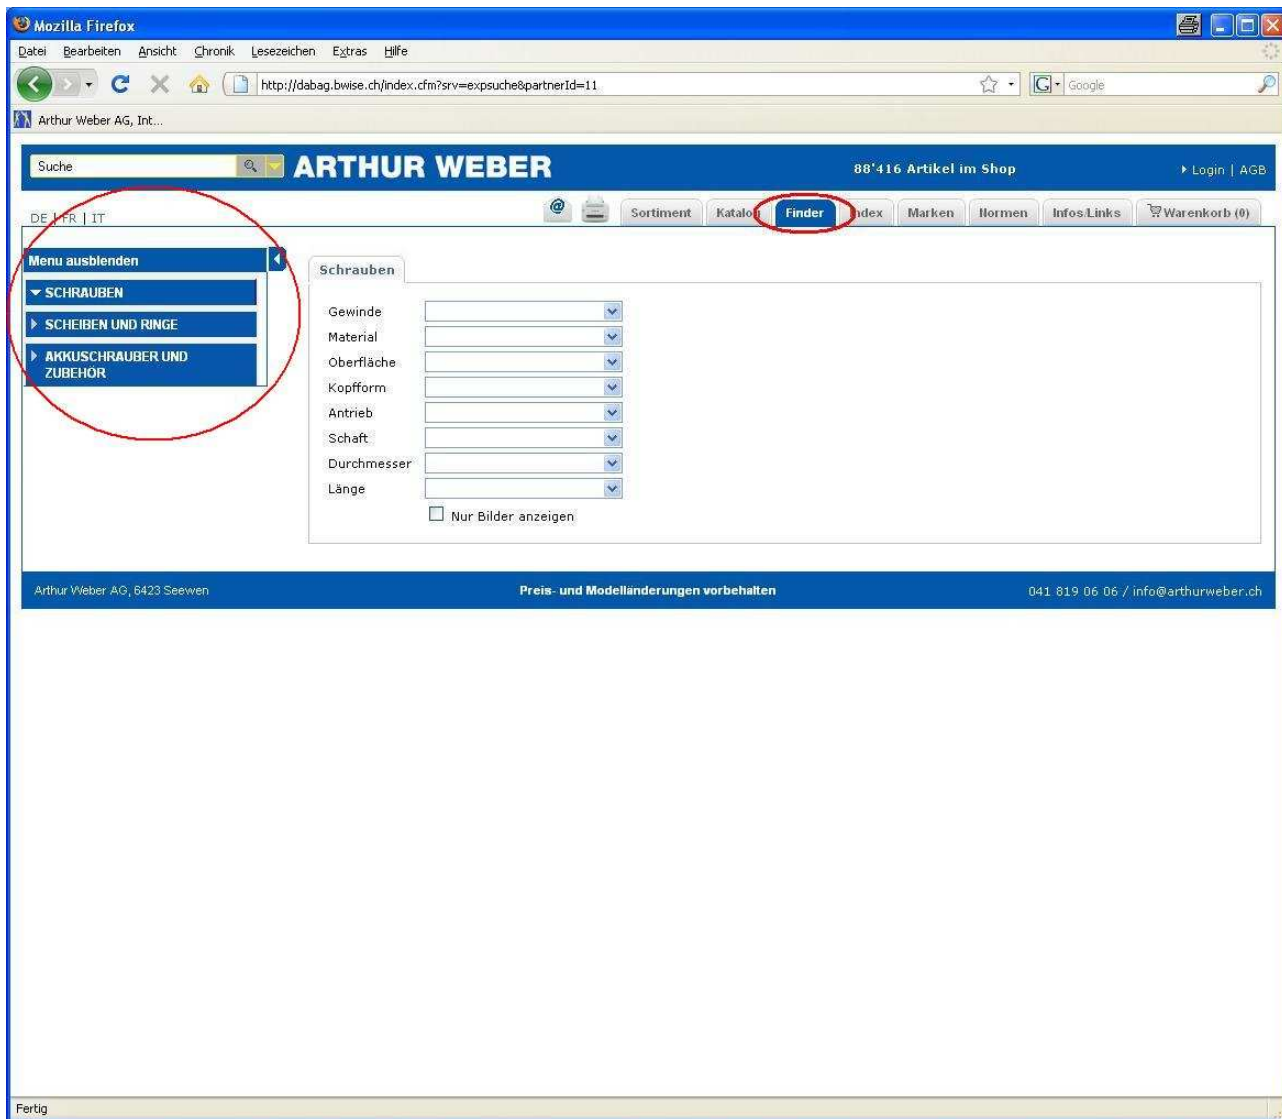 Mozilla Firefox
Datei Bearbeiten Ansicht Chronik Lesezeichen Extras Hilfe
http://dabag.bwise.ch/index.cfm?srv=expsuche&partnerId=11
G Google
Arthur Weber AG, Int...
Suche
ARTHUR WEBER
88'416 Artikel im Shop
Login | AGB
DE | FR | IT
@ Sortiment Katalog Finder Index Marken Normen Infos/Links Warenkorb (0)
Menu ausblenden
SCHRAUBEN
SCHEIBEN UND RINGE
AKKUSCHRAUBER UND
ZUBEHÖR
Schrauben
Gewinde
Material
Oberfläche
Kopfform
Antrieb
Schaft
Durchmesser
Länge
Nur Bilder anzeigen
Arthur Weber AG, 6423 Seewen
Preis- und Modelländerungen vorbehalten
041 819 06 06 / info@arthurweber.ch
Fertig